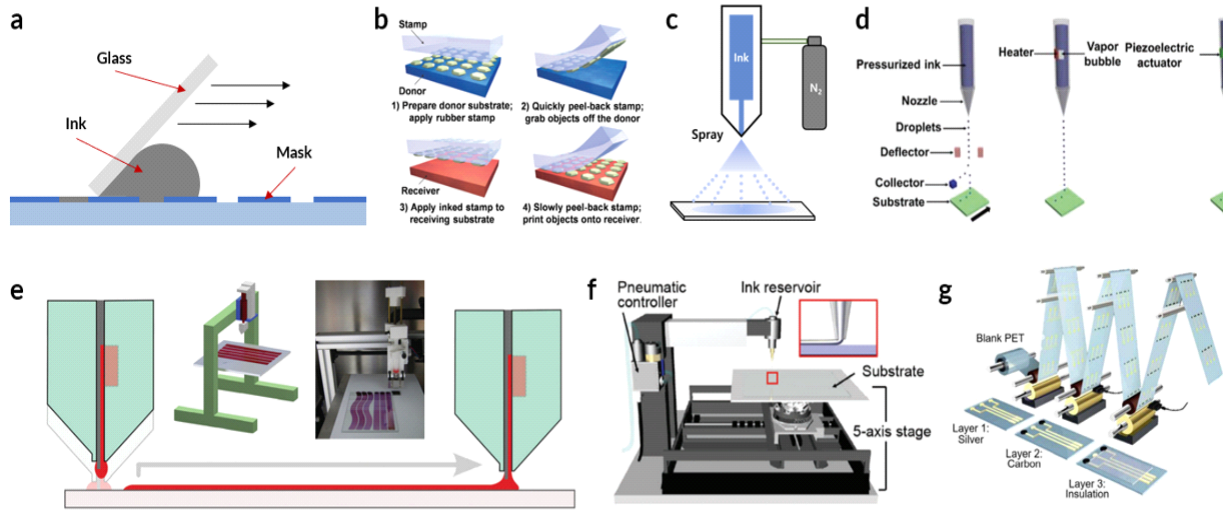 a
Glass
Ink
Mask
b
Stamp
Donor
1) Prepare donor substrate;
apply rubber stamp
2) Quickly peel-back stamp;
grab objects off the donor
Receiver
3) Apply inked stamp to
receiving substrate
4) Slowly peel-back stamp;
print objects onto receiver.
c
Ink
N2
Spray
d
Pressurized ink
Nozzle
Droplets
Deflector
Collector
Substrate
Heater
Vapor
bubble
Piezoelectric
actuator
e
f
Pneumatic
controller
Ink reservoir
Substrate
5-axis stage
g
Blank PET
Layer 1:
Silver
Layer 2:
Carbon
Layer 3:
Insulation